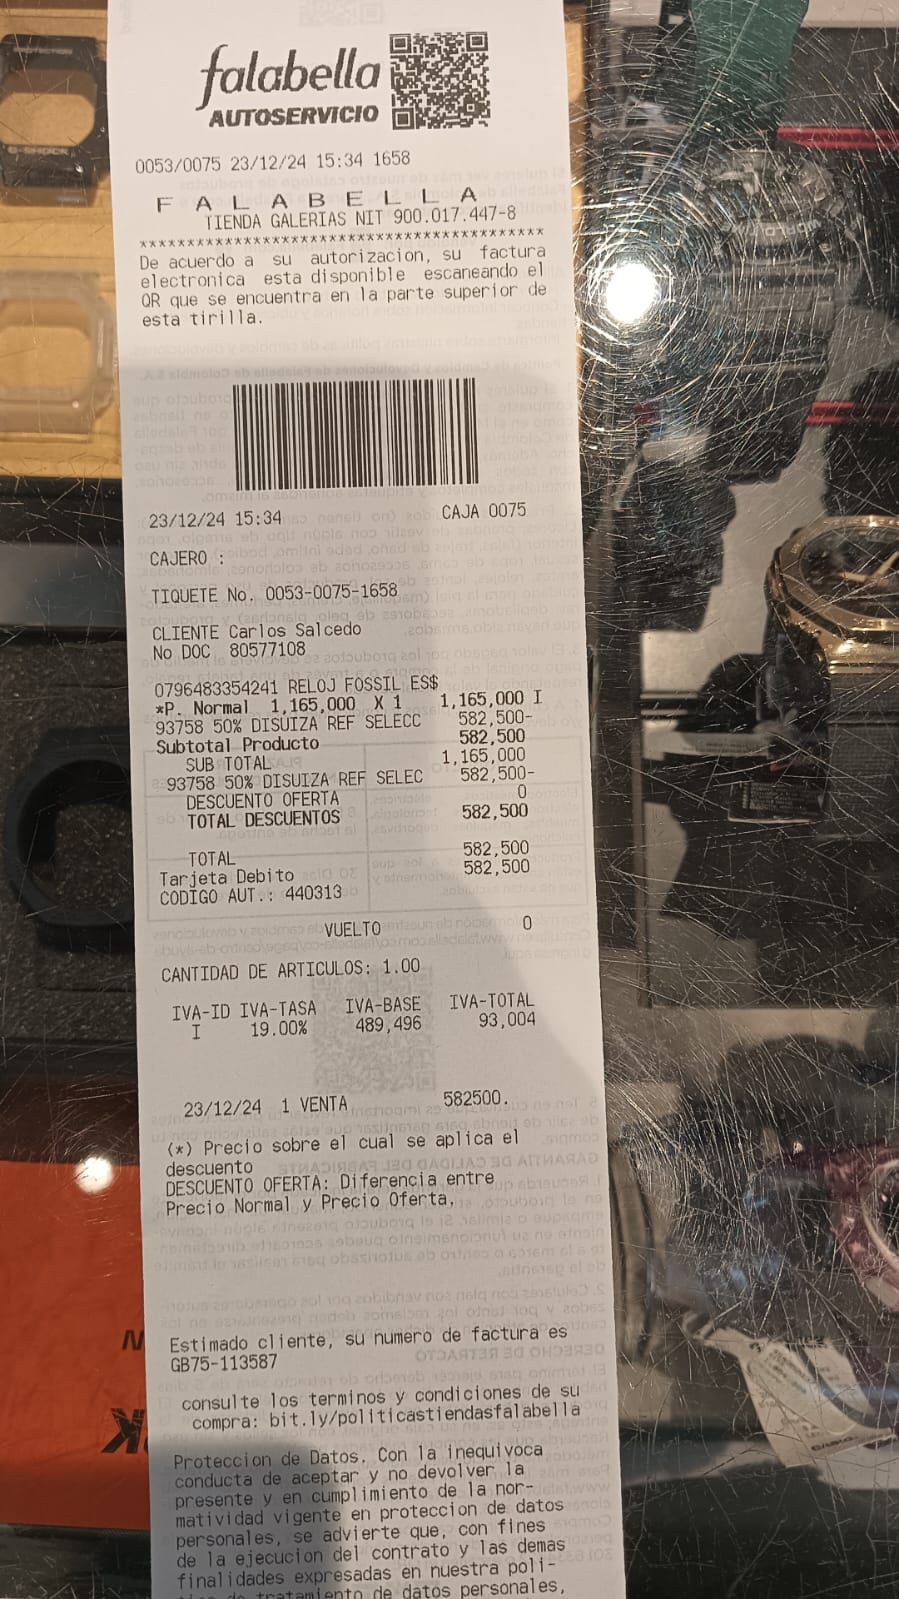 falabella
AUTOSERVICIO
0053/0075 23/12/24 15:34 1658
F A L A B E L L A
TIENDA GALERIAS NIT 900.017.447-8
*******************************************
De acuerdo a su autorizacion, su factura
electronica esta disponible escaneando el
QR que se encuentra en la parte superior de
esta tirilla.
23/12/24 15:34 CAJA 0075
CAJERO :
TIQUETE No. 0053-0075-1658
CLIENTE Carlos Salcedo
No DOC 80577108
0796483354241 RELOJ FOSSIL ES$
*P. Normal 1,165,000 X 1 1,165,000 I
93758 50% DISUIZA REF SELECC 582,500-
Subtotal Producto 582,500
SUB TOTAL 1,165,000
93758 50% DISUIZA REF SELEC 582,500-
DESCUENTO OFERTA 0
TOTAL DESCUENTOS 582,500
TOTAL 582,500
Tarjeta Debito 582,500
CODIGO AUT.: 440313
VUELTO 0
CANTIDAD DE ARTICULOS: 1.00
IVA-ID IVA-TASA IVA-BASE IVA-TOTAL
I 19.00% 489,496 93,004
23/12/24 1 VENTA 582500.
(*) Precio sobre el cual se aplica el
descuento
DESCUENTO OFERTA: Diferencia entre
Precio Normal y Precio Oferta.
Estimado cliente, su numero de factura es
GB75-113587
consulte los terminos y condiciones de su
compra: bit.ly/politicastiendasfalabella
Proteccion de Datos. Con la inequivoca
conducta de aceptar y no devolver la
presente y en cumplimiento de la nor-
matividad vigente en proteccion de datos
personales, se advierte que, con fines
de la ejecucion del contrato y las demas
finalidades expresadas en nuestra poli-
tratamiento de datos personales,
G-SHOCK